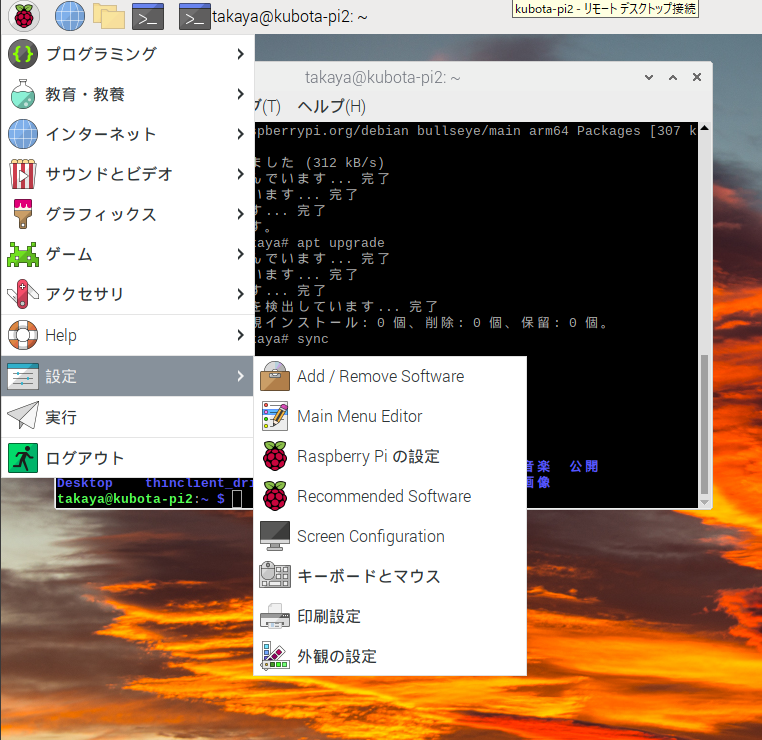 takaya@kubota-pi2: ~
kubota-pi2 - リモート デスクトップ接続
プログラミング
教育・教養
インターネット
サウンドとビデオ
グラフィックス
ゲーム
アクセサリ
Help
設定
実行
ログアウト
takaya@kubota-pi2: ~
(T) ヘルプ(H)
spberrypi.org/debian bullseye/main arm64 Packages [307 k
ました (312 kB/s)
んでいます... 完了
います... 完了
す... 完了
す。
kaya# apt upgrade
んでいます... 完了
います... 完了
す... 完了
を検出しています... 完了
規インストール: 0 個、削除: 0 個、保留: 0 個。
kaya# sync
音楽 公開
Desktop thinclient_dri 画像
takaya@kubota-pi2:~ $
Add / Remove Software
Main Menu Editor
Raspberry Pi の設定
Recommended Software
Screen Configuration
キーボードとマウス
印刷設定
外観の設定